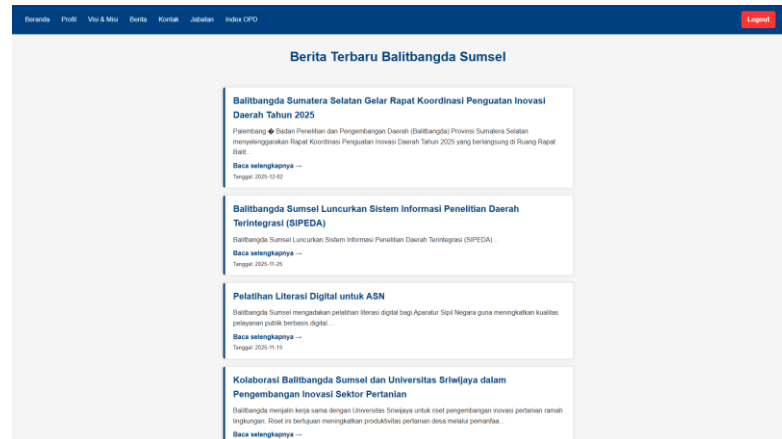 Beranda Profil Visi & Misi Berita Kontak Jabatan Index OPD Logout
Berita Terbaru Balitbangda Sumsel
Balitbangda Sumatera Selatan Gelar Rapat Koordinasi Penguatan Inovasi
Daerah Tahun 2025
Palembang � Badan Penelitian dan Pengembangan Daerah (Balitbangda) Provinsi Sumatera Selatan
menyelenggarakan Rapat Koordinasi Penguatan Inovasi Daerah Tahun 2025 yang berlangsung di Ruang Rapat
Balit...
Baca selengkapnya →
Tanggal: 2025-12-02
Balitbangda Sumsel Luncurkan Sistem Informasi Penelitian Daerah
Terintegrasi (SIPEDA)
Balitbangda Sumsel Luncurkan Sistem Informasi Penelitian Daerah Terintegrasi (SIPEDA)...
Baca selengkapnya →
Tanggal: 2025-11-25
Pelatihan Literasi Digital untuk ASN
Balitbangda Sumsel mengadakan pelatihan literasi digital bagi Aparatur Sipil Negara guna meningkatkan kualitas
pelayanan publik berbasis digital...
Baca selengkapnya →
Tanggal: 2025-11-15
Kolaborasi Balitbangda Sumsel dan Universitas Sriwijaya dalam
Pengembangan Inovasi Sektor Pertanian
Balitbangda menjalin kerja sama dengan Universitas Sriwijaya untuk riset pengembangan inovasi pertanian ramah
lingkungan. Riset ini bertujuan meningkatkan produktivitas pertanian desa melalui pemanfaa...
Baca selengkapnya →